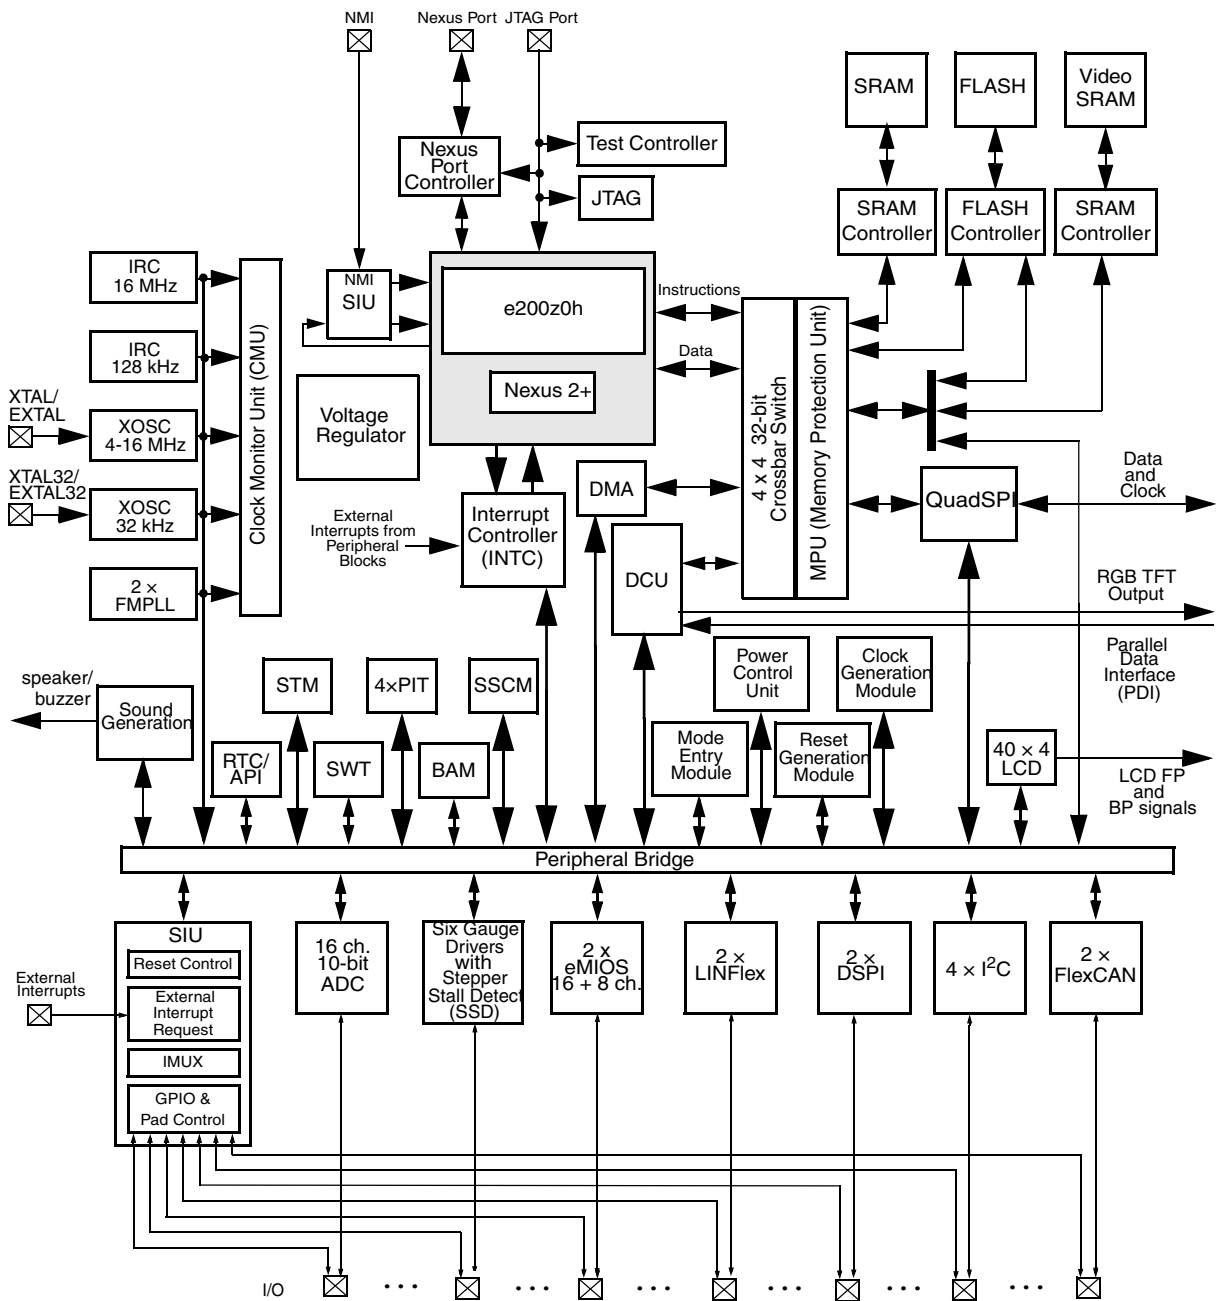 NMI
Nexus Port
JTAG Port
SRAM
FLASH
Video
SRAM
Test Controller
Nexus
Port
Controller
JTAG
SRAM
Controller
FLASH
Controller
SRAM
Controller
IRC
16 MHz
NMI
SIU
e200z0h
Instructions
IRC
128 kHz
Clock Monitor Unit (CMU)
Data
4 x 4 32-bit
Crossbar Switch
MPU (Memory Protection Unit)
Nexus 2+
XTAL/
EXTAL
XOSC
4-16 MHz
Voltage
Regulator
XTAL32/
EXTAL32
XOSC
32 kHz
DMA
QuadSPI
Data
and
Clock
External
Interrupts from
Peripheral
Blocks
Interrupt
Controller
(INTC)
DCU
2 ×
FMPLL
RGB TFT
Output
Parallel
Data
Interface
(PDI)
speaker/
buzzer
Sound
Generation
STM
4×PIT
SSCM
Power
Control
Unit
Clock
Generation
Module
RTC/
API
SWT
BAM
Mode
Entry
Module
Reset
Generation
Module
40 × 4
LCD
LCD FP
and
BP signals
Peripheral Bridge
SIU
Reset Control
External
Interrupts
External
Interrupt
Request
IMUX
GPIO &
Pad Control
16 ch.
10-bit
ADC
Six Gauge
Drivers
with
Stepper
Stall Detect
(SSD)
2 x
eMIOS
16 + 8 ch.
2 ×
LINFlex
2 ×
DSPI
4 × I²C
2 ×
FlexCAN
I/O
... ... ... ... ... ...